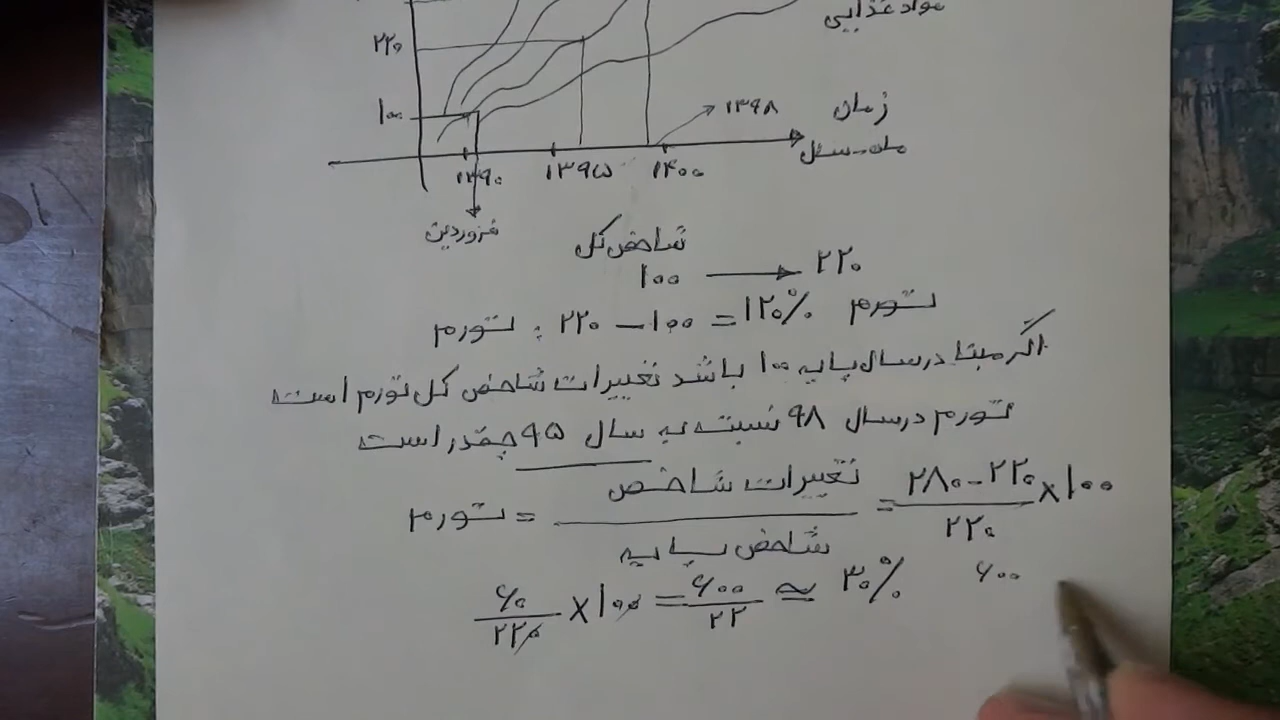 مواد غذایی
۲۲۰
۱۰۰
۱۳۹۸
زمان
ماه-سال
۱۳۹۰ ۱۳۹۵ ۱۴۰۰
فروردین
شاخص کل
۱۰۰ → ۲۲۰
تورم : ۲۲۰ - ۱۰۰ = ۱۲۰% تورم
اگر مبنا در سال پایه ۱۰۰ باشد تغییرات شاخص کل تورم است
تورم در سال ۹۸ نسبت به سال ۹۵ چقدر است
تورم = تغییرات شاخص / شاخص پایه = ۲۸۰-۲۲۰ / ۲۲۰ × ۱۰۰
۶۰ / ۲۲۰ × ۱۰۰ = ۶۰۰ / ۲۲ ≃ ۳۰% ۶۰۰